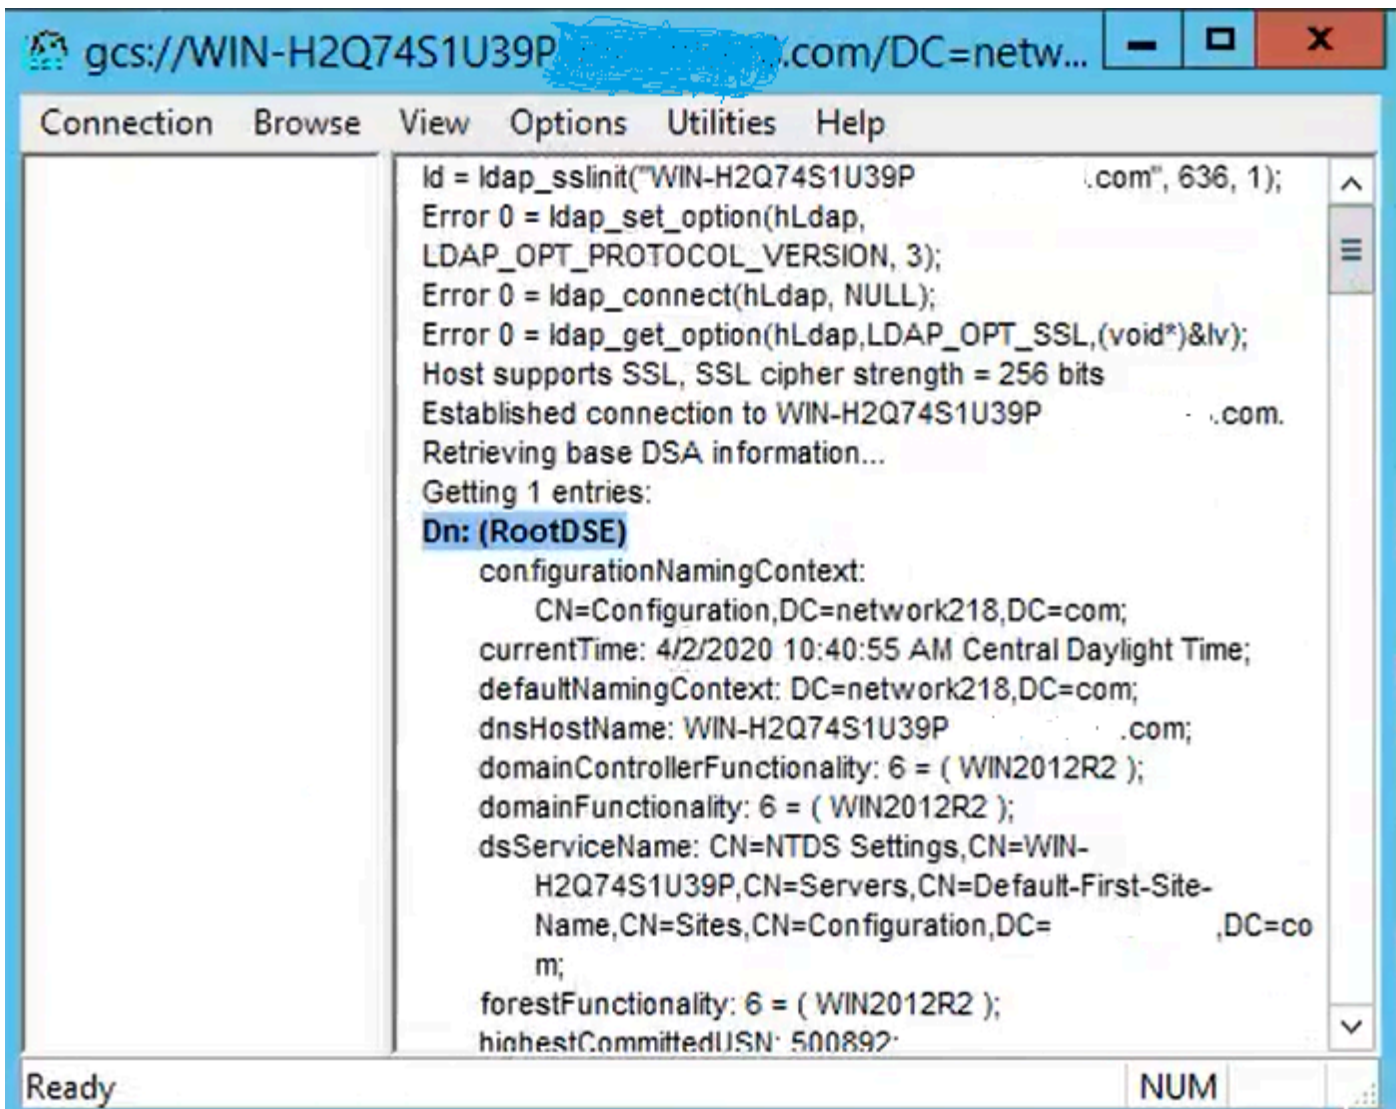 gcs://WIN-H2Q74S1U39P .com/DC=netw...
Connection Browse View Options Utilities Help
ld = ldap_sslinit("WIN-H2Q74S1U39P .com", 636, 1);
Error 0 = ldap_set_option(hLdap,
LDAP_OPT_PROTOCOL_VERSION, 3);
Error 0 = ldap_connect(hLdap, NULL);
Error 0 = ldap_get_option(hLdap,LDAP_OPT_SSL,(void*)&lv);
Host supports SSL, SSL cipher strength = 256 bits
Established connection to WIN-H2Q74S1U39P .com.
Retrieving base DSA information...
Getting 1 entries:
Dn: (RootDSE)
configurationNamingContext:
CN=Configuration,DC=network218,DC=com;
currentTime: 4/2/2020 10:40:55 AM Central Daylight Time;
defaultNamingContext: DC=network218,DC=com;
dnsHostName: WIN-H2Q74S1U39P .com;
domainControllerFunctionality: 6 = ( WIN2012R2 );
domainFunctionality: 6 = ( WIN2012R2 );
dsServiceName: CN=NTDS Settings,CN=WIN-
H2Q74S1U39P,CN=Servers,CN=Default-First-Site-
Name,CN=Sites,CN=Configuration,DC= ,DC=co
m;
forestFunctionality: 6 = ( WIN2012R2 );
highestCommittedUSN: 500892;
Ready NUM